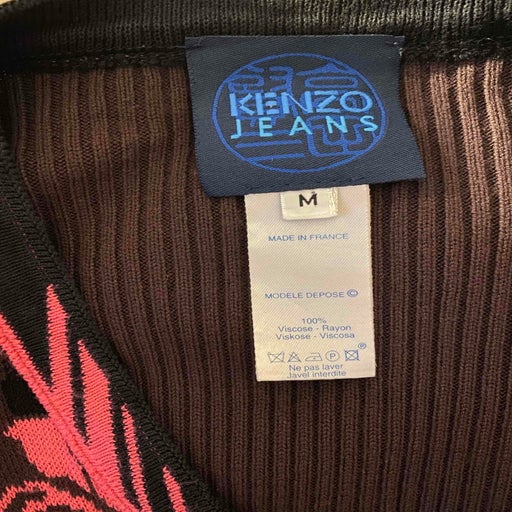 KENZO
JEANS
M
MADE IN FRANCE
MODELE DEPOSE ©
100%
Viscose - Rayon
Viskose - Viscosa
P ®
Ne pas laver
Javel interdite